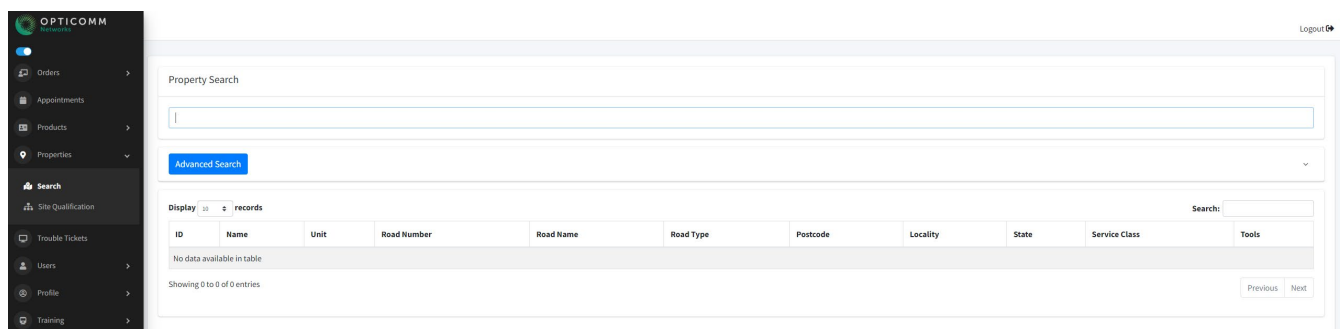 OPTICOMM
Networks
Logout
Orders
Appointments
Products
Properties
Search
Site Qualification
Trouble Tickets
Users
Profile
Training
Property Search
Advanced Search
Display 10 records
Search:
ID Name Unit Road Number Road Name Road Type Postcode Locality State Service Class Tools
No data available in table
Showing 0 to 0 of 0 entries
Previous Next